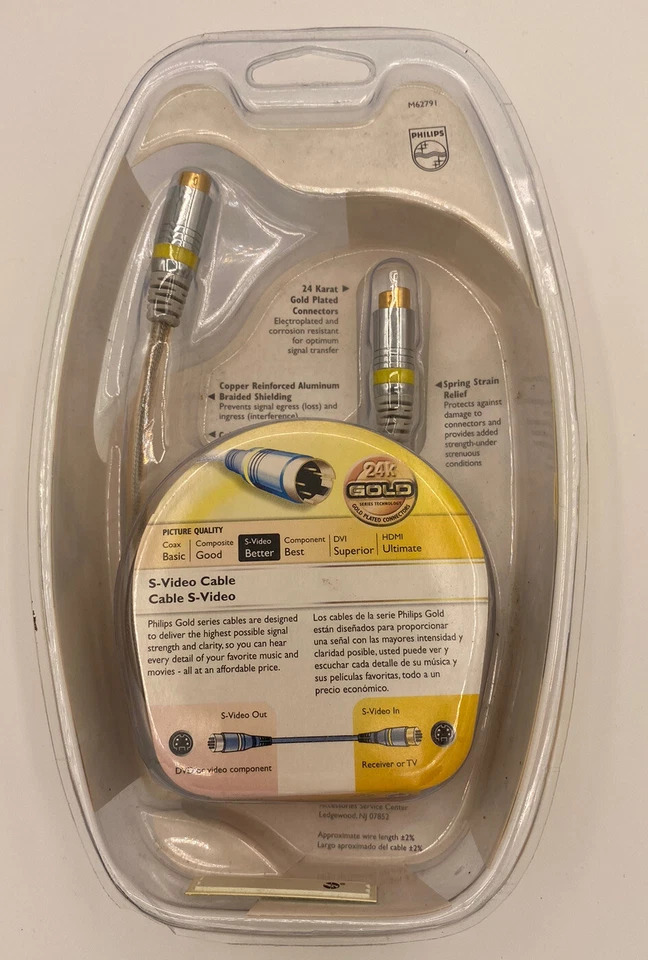 M62791
PHILIPS
24 Karat
Gold Plated
Connectors
Electroplated and
corrosion resistant
for optimum
signal transfer
Copper Reinforced Aluminum
Braided Shielding
Prevents signal egress (loss) and
ingress (interference)
Spring Strain
Relief
Protects against
damage to
connectors and
provides added
strength-under
strenuous
conditions
24k
GOLD
SERIES TECHNOLOGY
GOLD PLATED CONNECTORS
PICTURE QUALITY
Coax Composite S-Video Component DVI HDMI
Basic Good Better Best Superior Ultimate
S-Video Cable
Cable S-Video
Philips Gold series cables are designed
to deliver the highest possible signal
strength and clarity, so you can hear
every detail of your favorite music and
movies - all at an affordable price.
Los cables de la serie Philips Gold
están diseñados para proporcionar
una señal con las mayores intensidad y
claridad posible, usted puede ver y
escuchar cada detalle de su música y
sus películas favoritas, todo a un
precio económico.
S-Video Out
S-Video In
DVD or video component
Receiver or TV
Accessories Service Center
Ledgewood, NJ 07852
Approximate wire length ±2%
Largo aproximado del cable ±2%